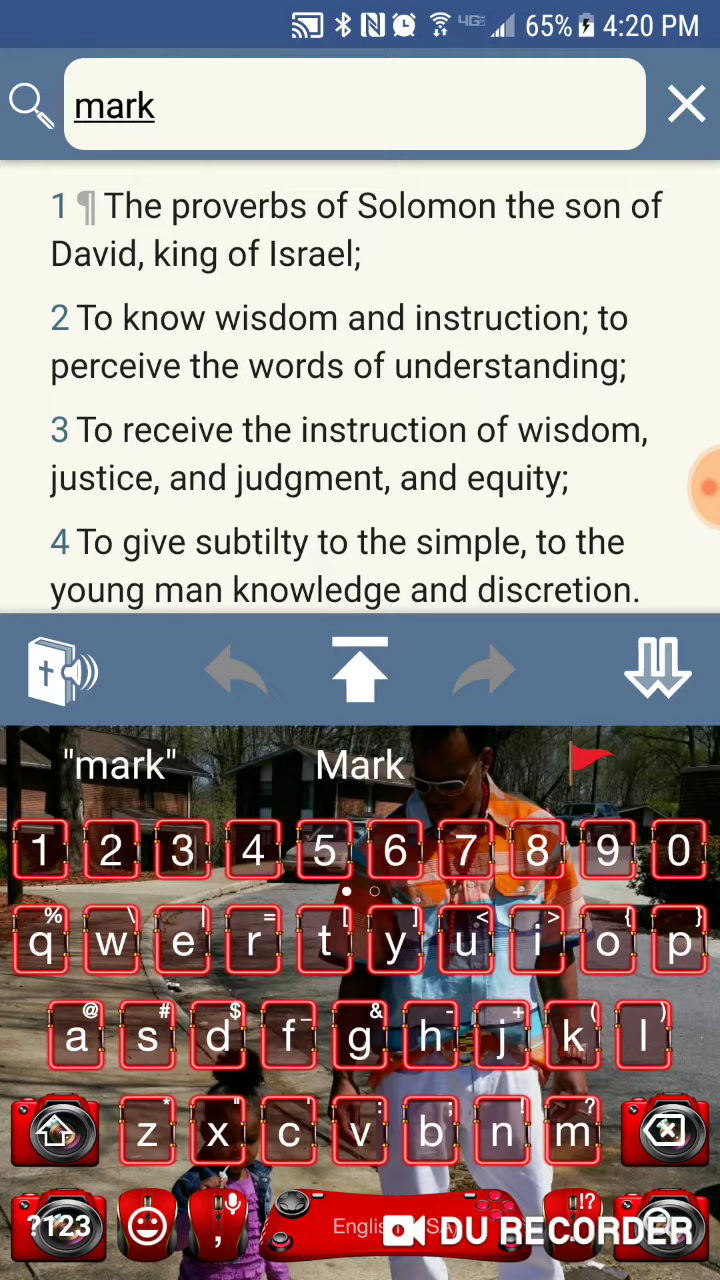 4G 65% 4:20 PM
mark
1 ¶ The proverbs of Solomon the son of
David, king of Israel;
2 To know wisdom and instruction; to
perceive the words of understanding;
3 To receive the instruction of wisdom,
justice, and judgment, and equity;
4 To give subtilty to the simple, to the
young man knowledge and discretion.
"mark" Mark
1 2 3 4 5 6 7 8 9 0
% \ | = [ ] < > { }
q w e r t y u i o p
@ # $ _ & - + ( )
a s d f g h j k l
* " ' : ; ! ?
z x c v b n m
?123 , English DU RECORDER
!?